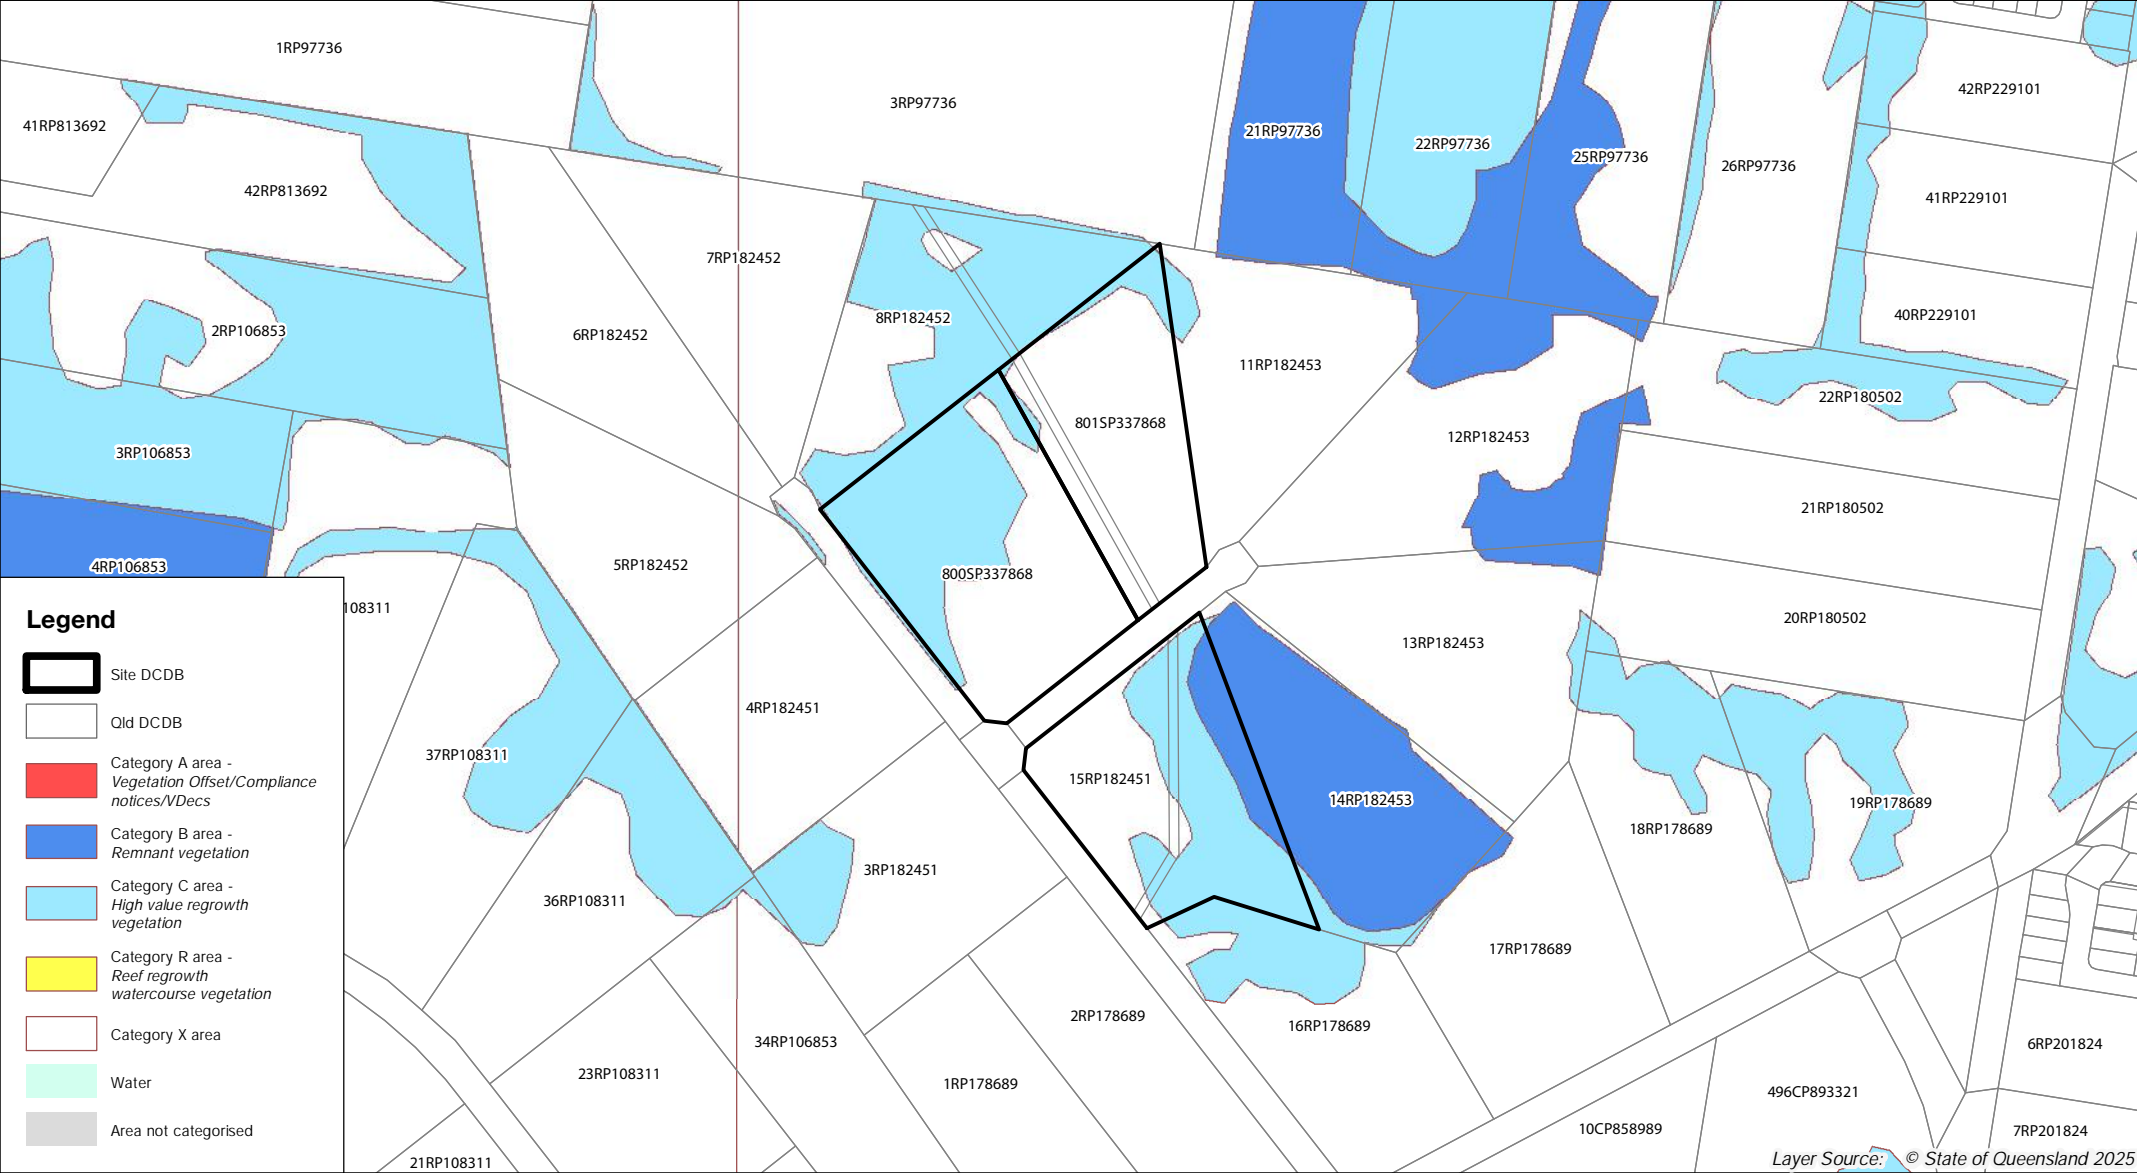 1RP97736
3RP97736
41RP813692
42RP813692
21RP97736
22RP97736
25RP97736
26RP97736
42RP229101
41RP229101
40RP229101
7RP182452
6RP182452
8RP182452
2RP106853
3RP106853
4RP106853
11RP182453
801SP337868
12RP182453
22RP180502
21RP180502
20RP180502
5RP182452
800SP337868
13RP182453
108311
4RP182451
37RP108311
15RP182451
14RP182453
18RP178689
19RP178689
3RP182451
36RP108311
17RP178689
2RP178689
16RP178689
34RP106853
23RP108311
1RP178689
21RP108311
6RP201824
496CP893321
10CP858989
7RP201824
Legend
Site DCDB
Qld DCDB
Category A area -
Vegetation Offset/Compliance
notices/VDecs
Category B area -
Remnant vegetation
Category C area -
High value regrowth
vegetation
Category R area -
Reef regrowth
watercourse vegetation
Category X area
Water
Area not categorised
Layer Source: © State of Queensland 2025